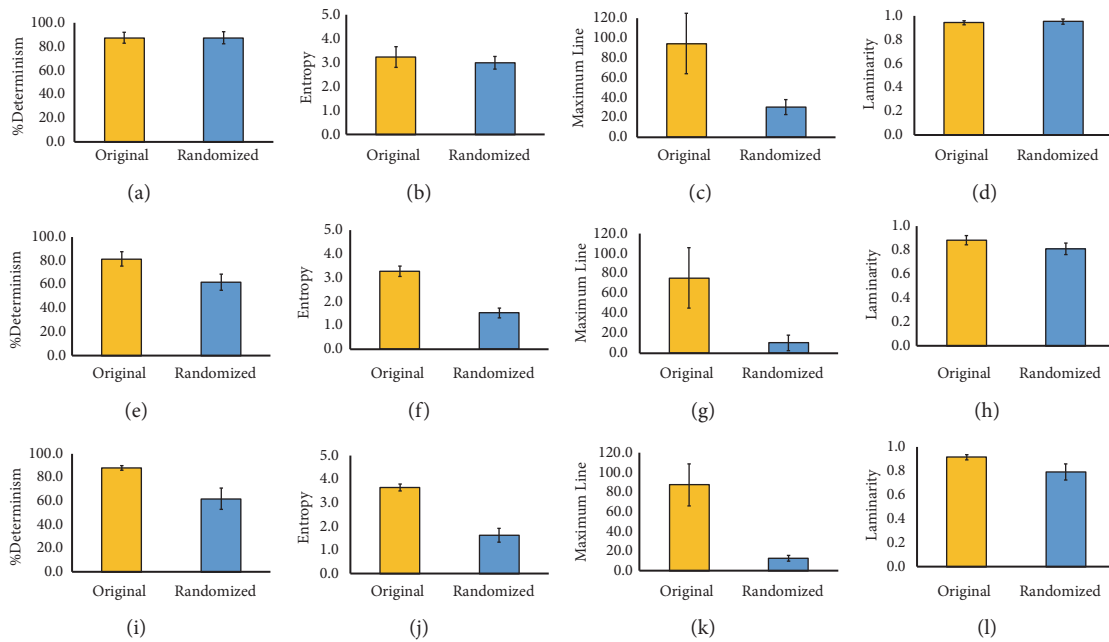 %Determinism
100.0
80.0
60.0
40.0
20.0
0.0
Original Randomized
(a)
Entropy
5.0
4.0
3.0
2.0
1.0
0.0
Original Randomized
(b)
Maximum Line
120.0
100.0
80.0
60.0
40.0
20.0
0.0
Original Randomized
(c)
Laminarity
1.0
0.8
0.6
0.4
0.2
0.0
Original Randomized
(d)
%Determinism
100.0
80.0
60.0
40.0
20.0
0.0
Original Randomized
(e)
Entropy
5.0
4.0
3.0
2.0
1.0
0.0
Original Randomized
(f)
Maximum Line
120.0
100.0
80.0
60.0
40.0
20.0
0.0
Original Randomized
(g)
Laminarity
1.0
0.8
0.6
0.4
0.2
0.0
Original Randomized
(h)
%Determinism
100.0
80.0
60.0
40.0
20.0
0.0
Original Randomized
(i)
Entropy
5.0
4.0
3.0
2.0
1.0
0.0
Original Randomized
(j)
Maximum Line
120.0
100.0
80.0
60.0
40.0
20.0
0.0
Original Randomized
(k)
Laminarity
1.0
0.8
0.6
0.4
0.2
0.0
Original Randomized
(l)